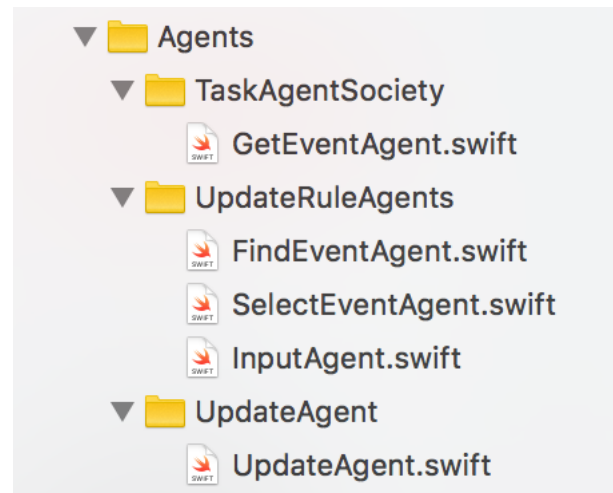 Agents
TaskAgentSociety
GetEventAgent.swift
UpdateRuleAgents
FindEventAgent.swift
SelectEventAgent.swift
InputAgent.swift
UpdateAgent
UpdateAgent.swift